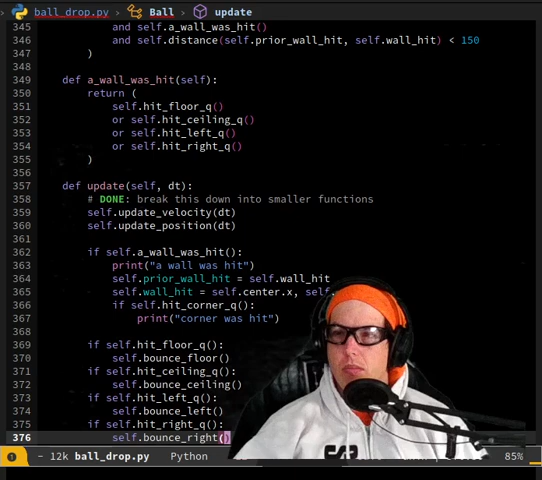 ball_drop.py > Ball > update
345 and self.a_wall_was_hit()
346 and self.distance(self.prior_wall_hit, self.wall_hit) < 150
347 )
348
349 def a_wall_was_hit(self):
350 return (
351 self.hit_floor_q()
352 or self.hit_ceiling_q()
353 or self.hit_left_q()
354 or self.hit_right_q()
355 )
356
357 def update(self, dt):
358 # DONE: break this down into smaller functions
359 self.update_velocity(dt)
360 self.update_position(dt)
361
362 if self.a_wall_was_hit():
363 print("a wall was hit")
364 self.prior_wall_hit = self.wall_hit
365 self.wall_hit = self.center.x, self.
366 if self.hit_corner_q():
367 print("corner was hit")
368
369 if self.hit_floor_q():
370 self.bounce_floor()
371 if self.hit_ceiling_q():
372 self.bounce_ceiling()
373 if self.hit_left_q():
374 self.bounce_left()
375 if self.hit_right_q():
376 self.bounce_right()
- 12k ball_drop.py Python 85%